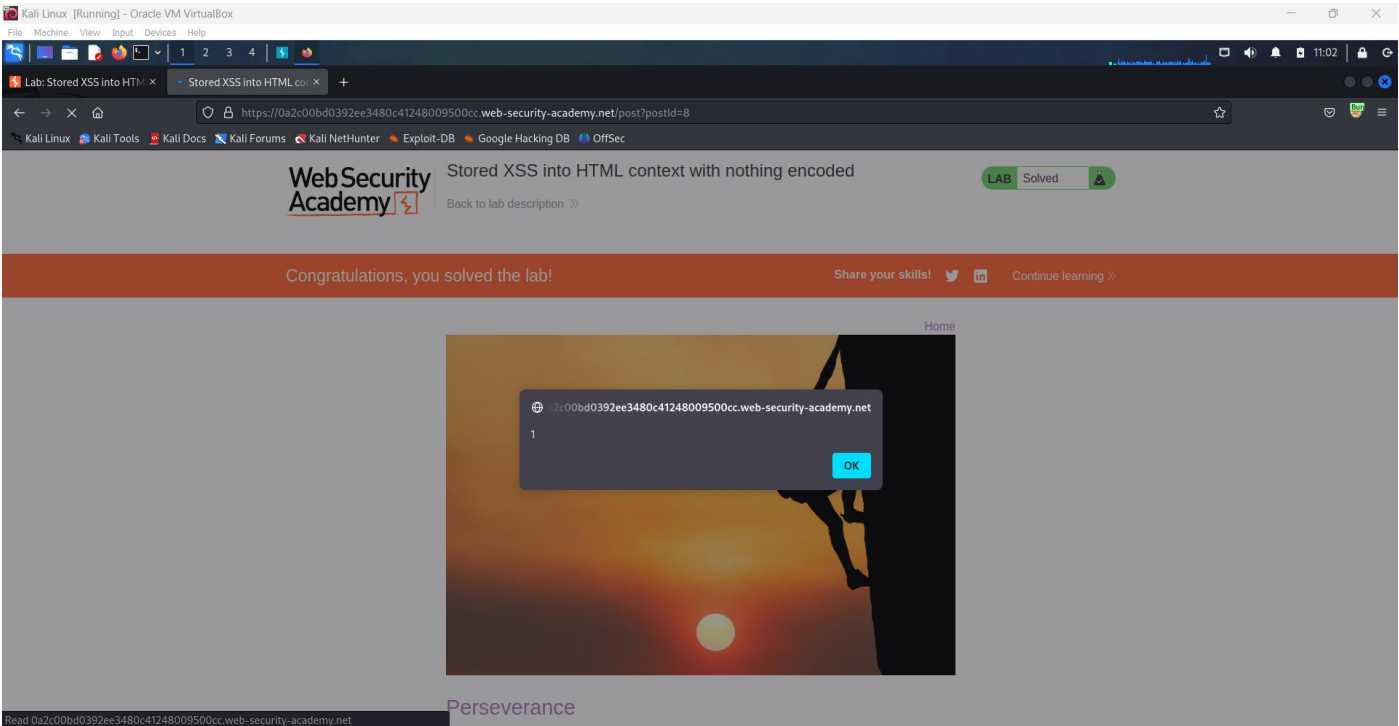 Kali Linux [Running] - Oracle VM VirtualBox
File Machine View Input Devices Help
1 2 3 4
11:02
Lab: Stored XSS into HTM
Stored XSS into HTML con
https://0a2c00bd0392ee3480c41248009500cc.web-security-academy.net/post?postId=8
Kali Linux Kali Tools Kali Docs Kali Forums Kali NetHunter Exploit-DB Google Hacking DB OffSec
WebSecurity
Academy
Stored XSS into HTML context with nothing encoded
Back to lab description
LAB Solved
Congratulations, you solved the lab!
Share your skills!
Continue learning
Home
2c00bd0392ee3480c41248009500cc.web-security-academy.net
1
OK
Perseverance
Read 0a2c00bd0392ee3480c41248009500cc.web-security-academy.net